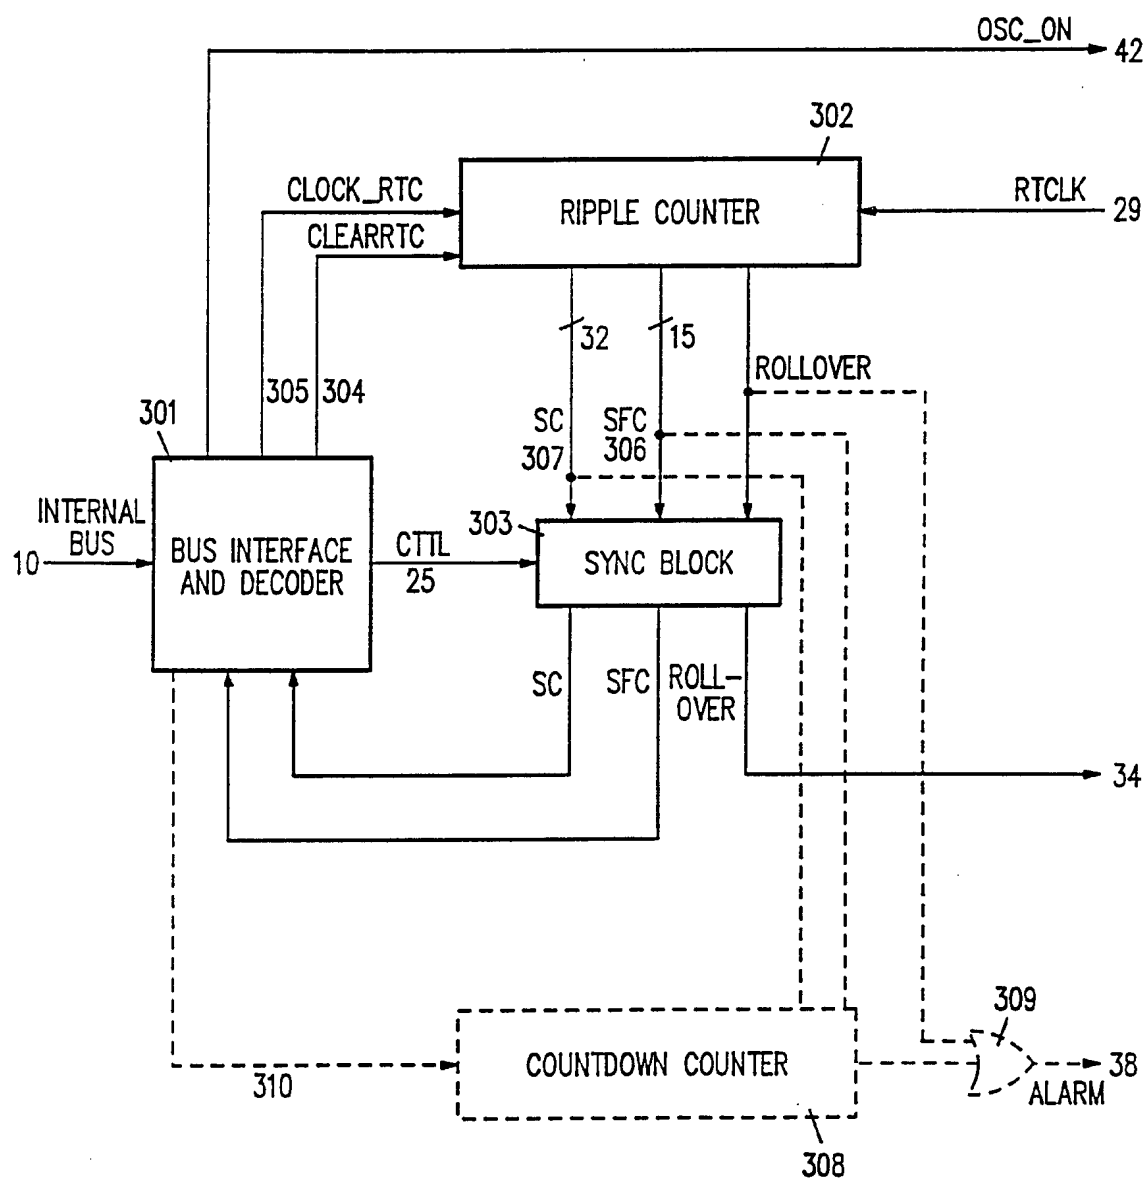 OSC_ON
42
302
CLOCK_RTC
RIPPLE COUNTER
RTCLK
29
CLEARRTC
32
15
305
304
ROLLOVER
301
SC
307
SFC
306
INTERNAL
BUS
10
BUS INTERFACE
AND DECODER
CTTL
25
303
SYNC BLOCK
SC
SFC
ROLL-
OVER
34
309
COUNTDOWN COUNTER
310
38
ALARM
308